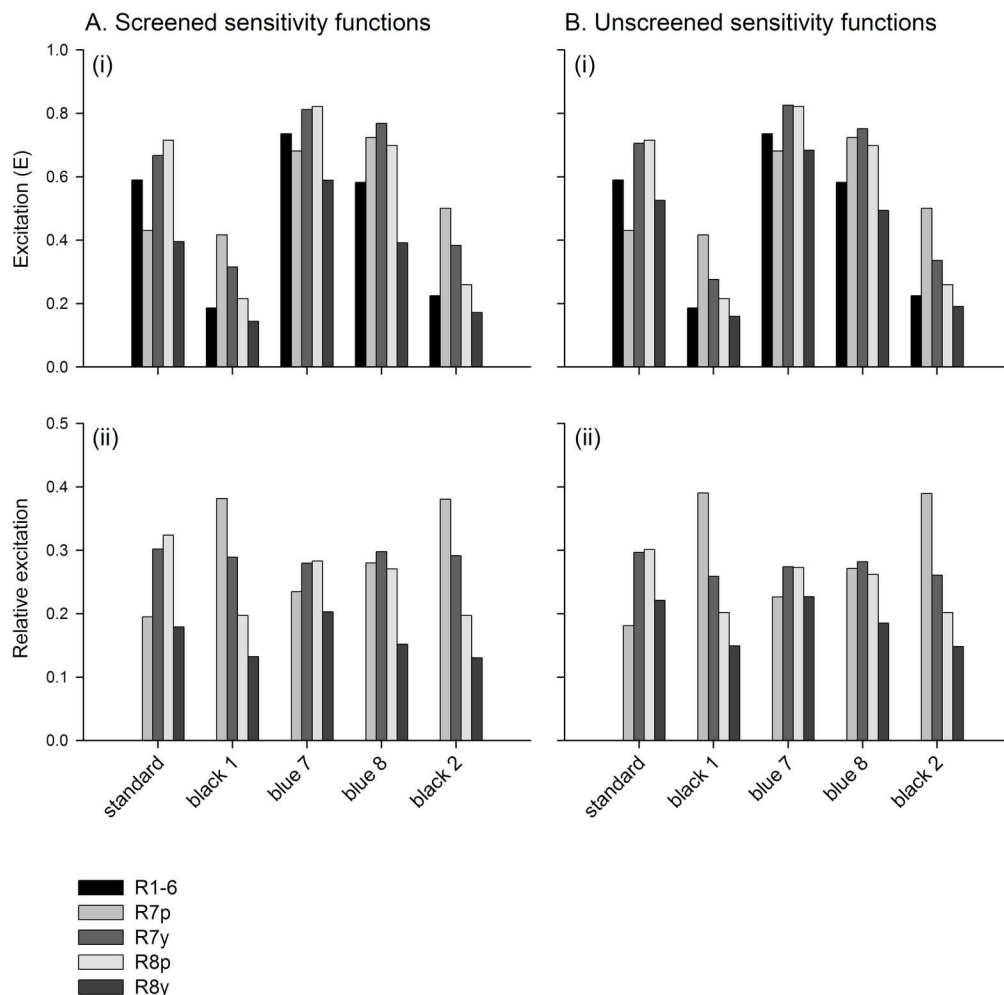 A. Screened sensitivity functions
B. Unscreened sensitivity functions
(i)
(i)
Excitation (E)
1.0
0.8
0.6
0.4
0.2
0.0
(ii)
(ii)
Relative excitation
0.5
0.4
0.3
0.2
0.1
0.0
standard
black 1
blue 7
blue 8
black 2
standard
black 1
blue 7
blue 8
black 2
R1-6
R7p
R7y
R8p
R8y